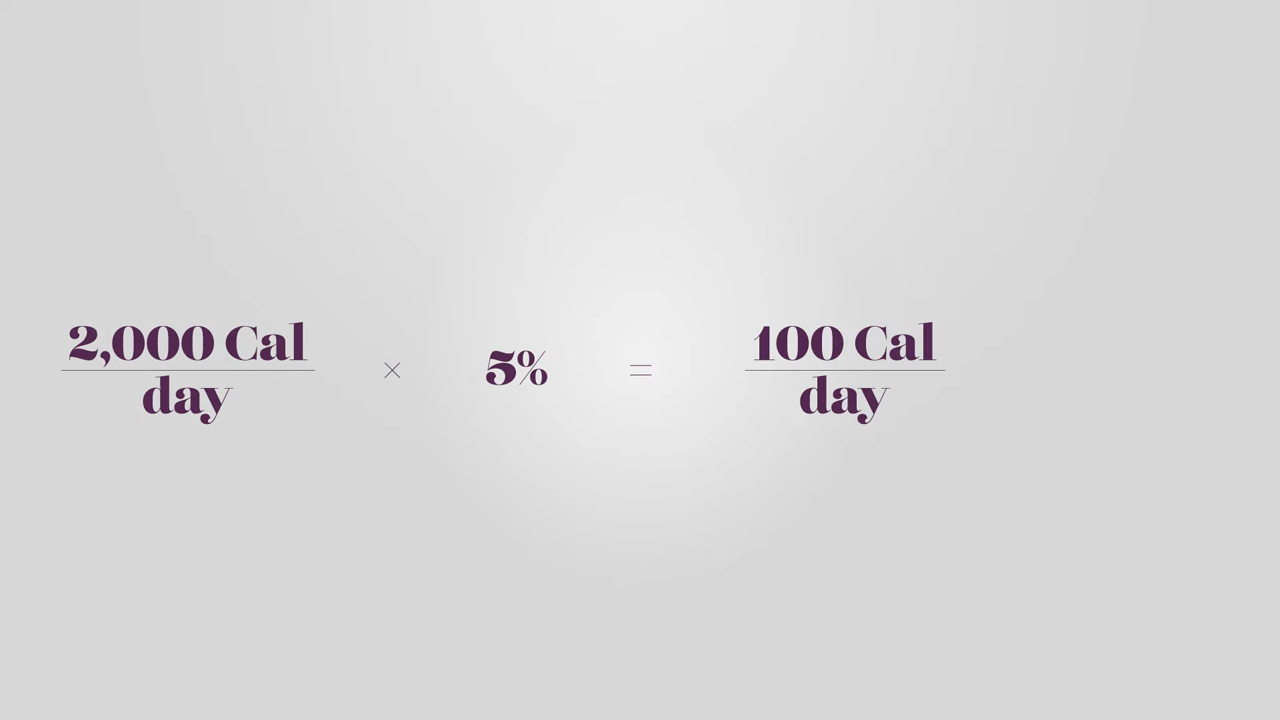 2,000 Cal
day
×
5%
=
100 Cal
day